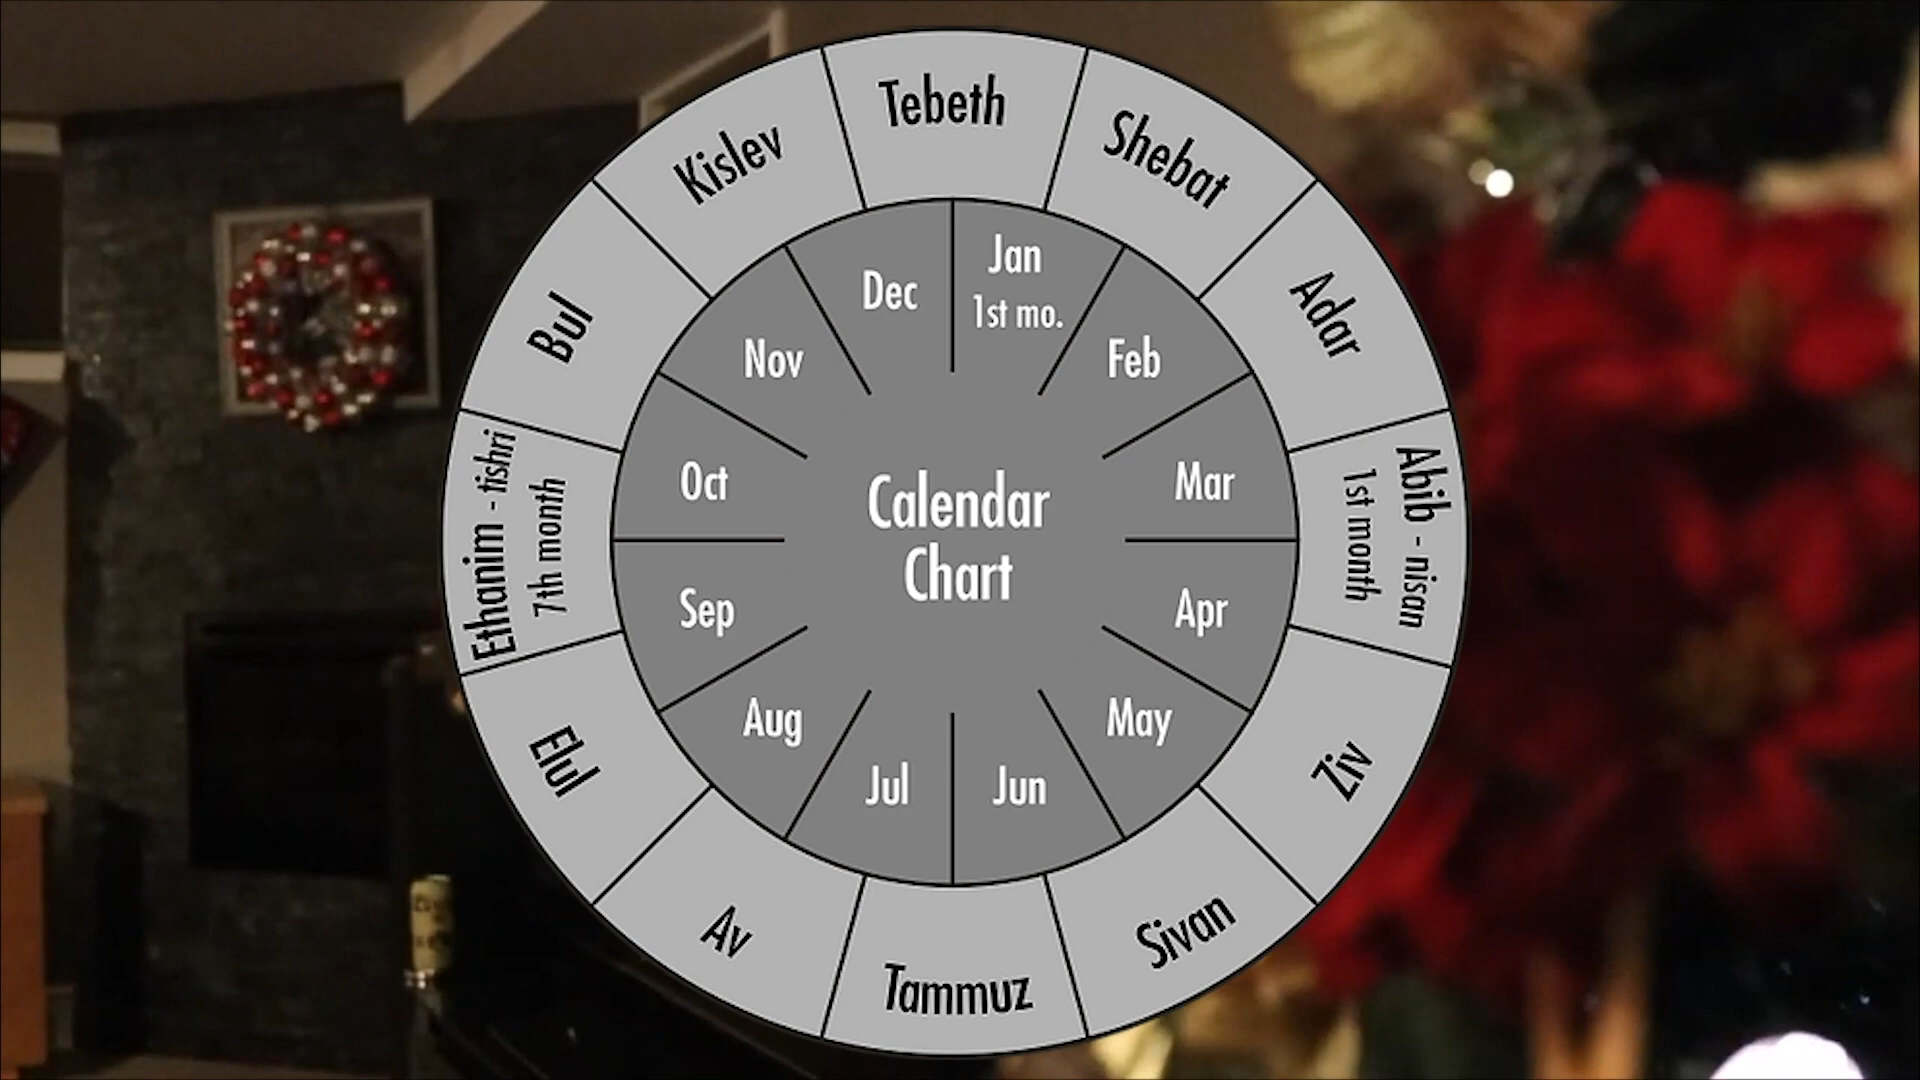 Tebeth
Shebat
Adar
Abib - nisan
1st month
Ziv
Sivan
Tammuz
Av
Elul
Ethanim - tishri
7th month
Bul
Kislev
Jan
1st mo.
Feb
Mar
Apr
May
Jun
Jul
Aug
Sep
Oct
Nov
Dec
Calendar
Chart